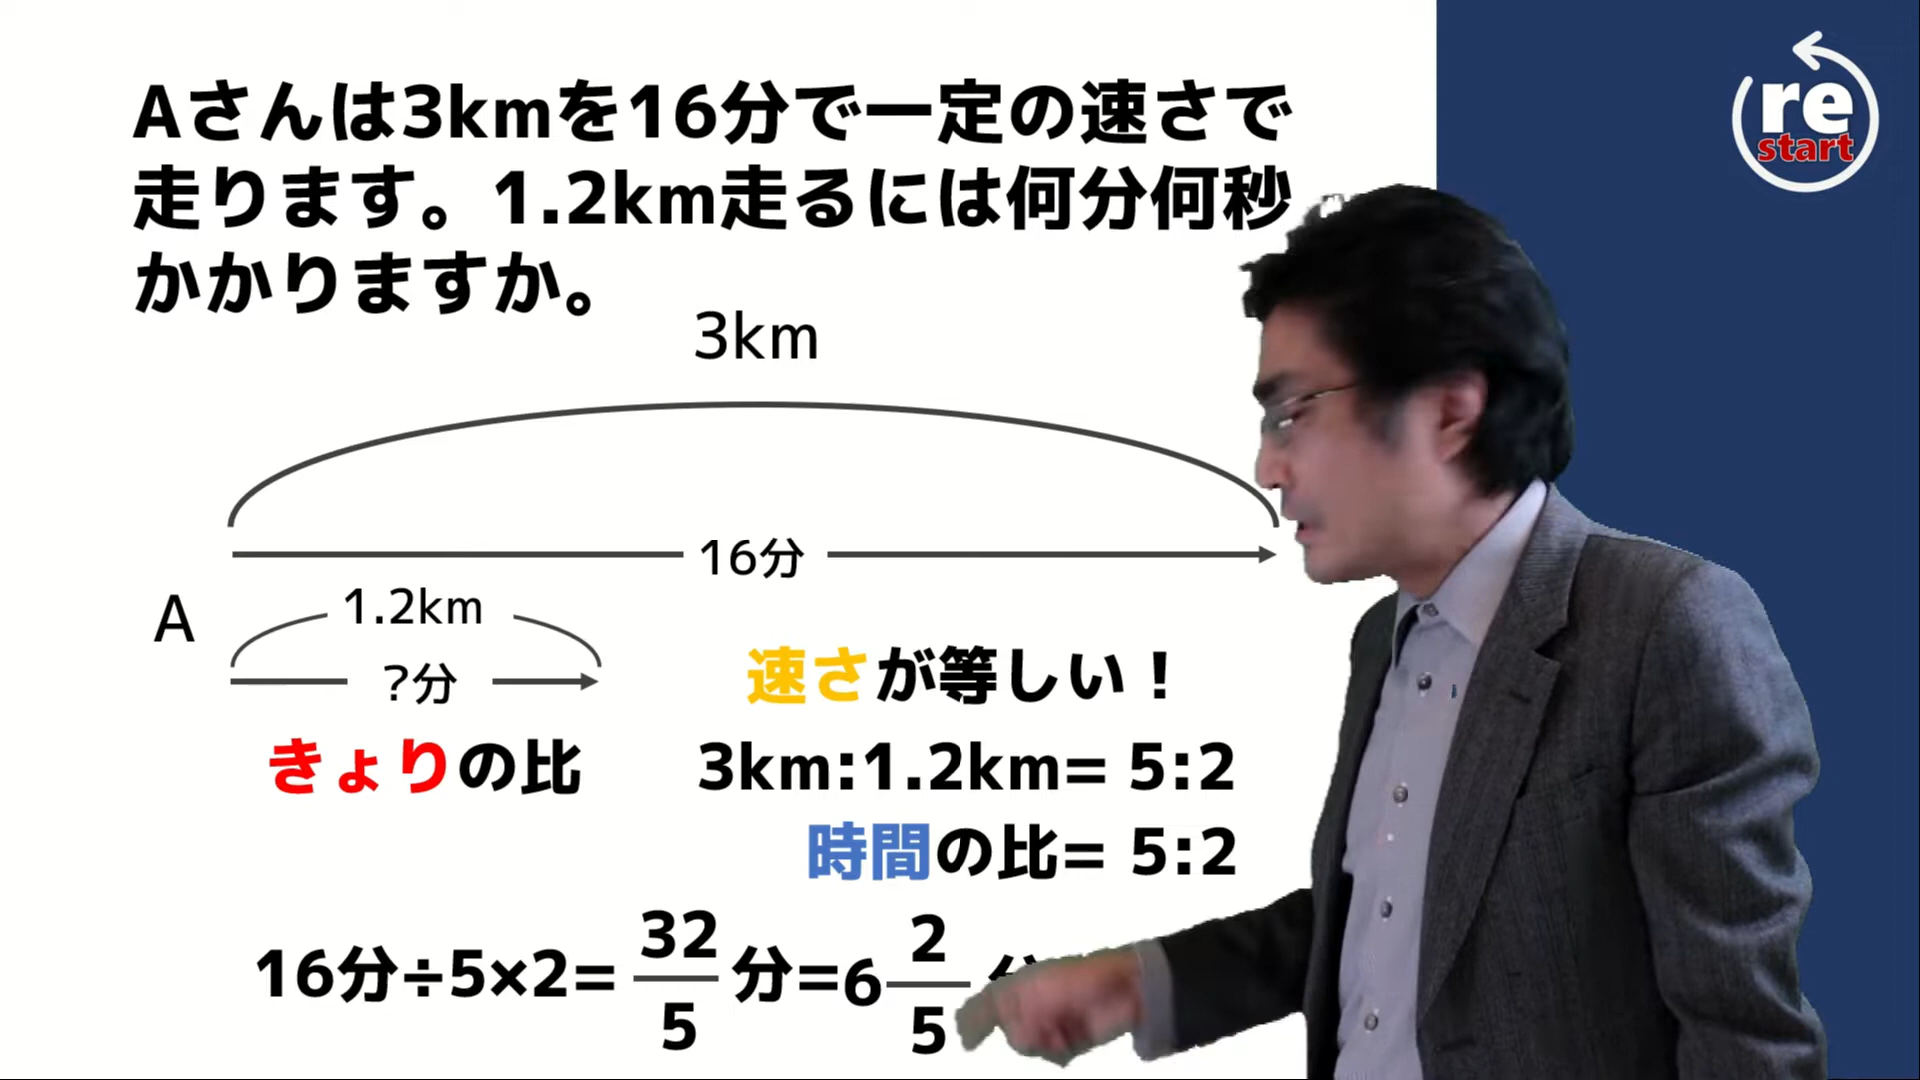 re
start
Aさんは3kmを16分で一定の速さで
走ります。1.2km走るには何分何秒
かかりますか。
3km
16分
A
1.2km
?分
速さが等しい！
きょりの比 3km:1.2km= 5:2
時間の比= 5:2
16分÷5×2= 32/5 分=6 2/5